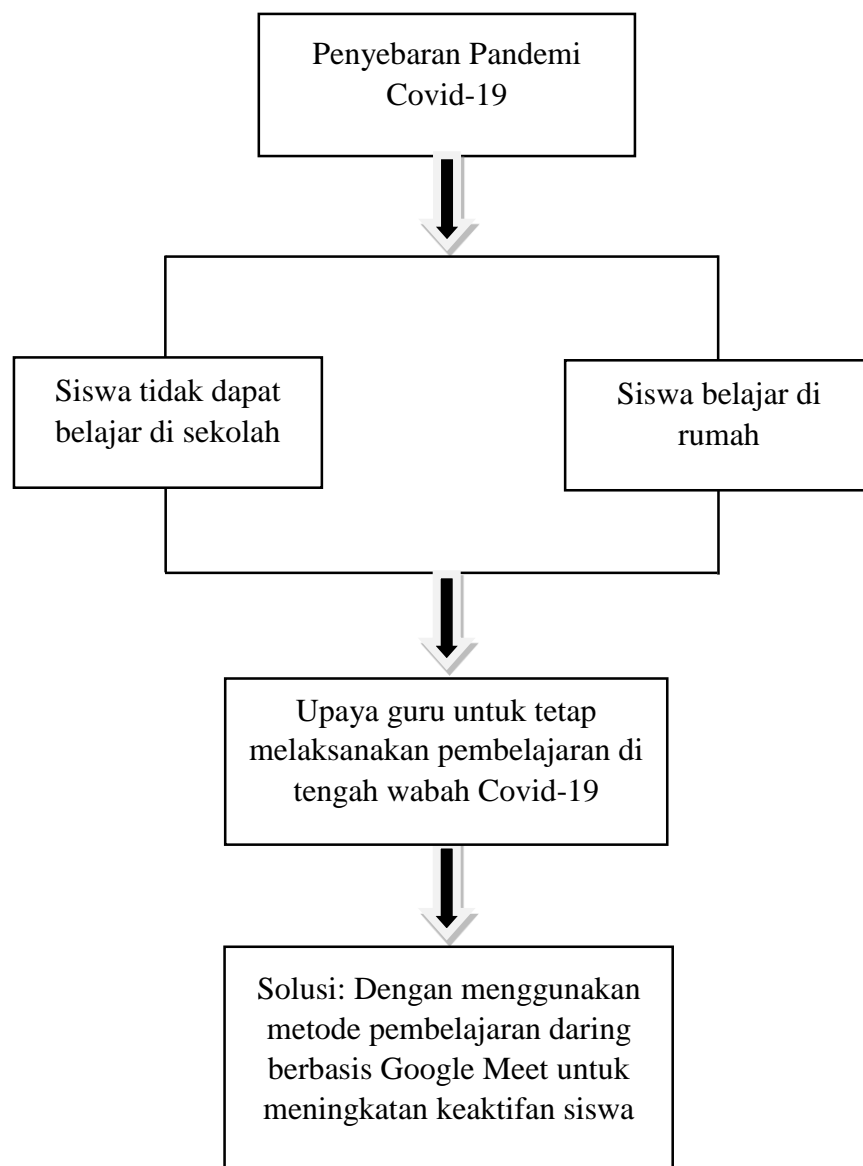 Penyebaran Pandemi
Covid-19
Siswa tidak dapat
belajar di sekolah
Siswa belajar di
rumah
Upaya guru untuk tetap
melaksanakan pembelajaran di
tengah wabah Covid-19
Solusi: Dengan menggunakan
metode pembelajaran daring
berbasis Google Meet untuk
meningkatan keaktifan siswa